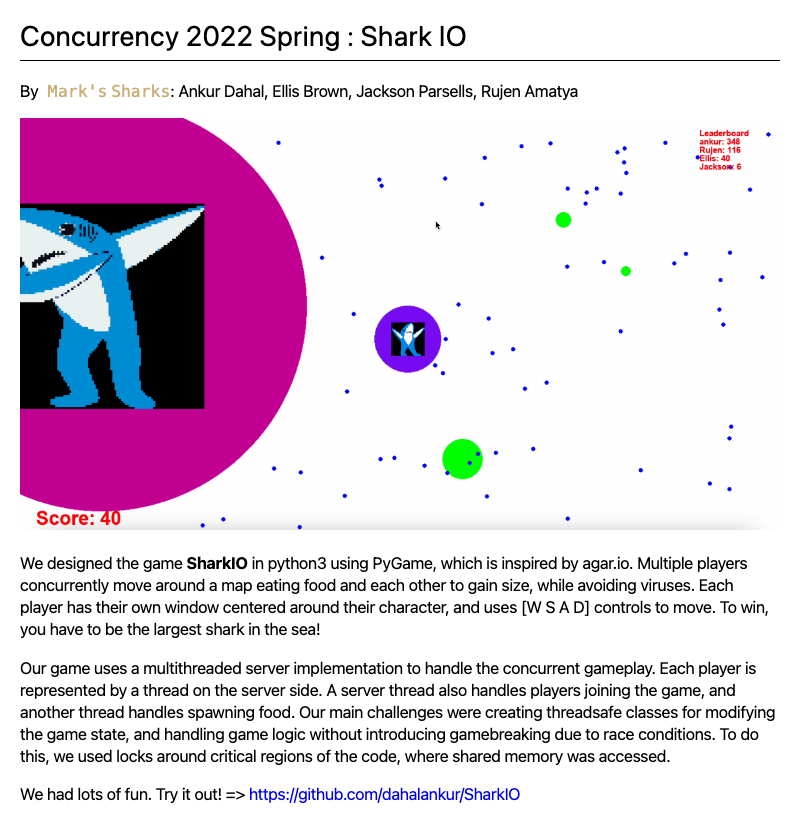 Concurrency 2022 Spring : Shark IO
By Mark's Sharks: Ankur Dahal, Ellis Brown, Jackson Parsells, Rujen Amatya
Leaderboard
ankur: 348
Rujen: 116
Ellis: 40
Jackson: 6
Score: 40
We designed the game SharkIO in python3 using PyGame, which is inspired by agar.io. Multiple players
concurrently move around a map eating food and each other to gain size, while avoiding viruses. Each
player has their own window centered around their character, and uses [W S A D] controls to move. To win,
you have to be the largest shark in the sea!
Our game uses a multithreaded server implementation to handle the concurrent gameplay. Each player is
represented by a thread on the server side. A server thread also handles players joining the game, and
another thread handles spawning food. Our main challenges were creating threadsafe classes for modifying
the game state, and handling game logic without introducing gamebreaking due to race conditions. To do
this, we used locks around critical regions of the code, where shared memory was accessed.
We had lots of fun. Try it out! => https://github.com/dahalankur/SharkIO